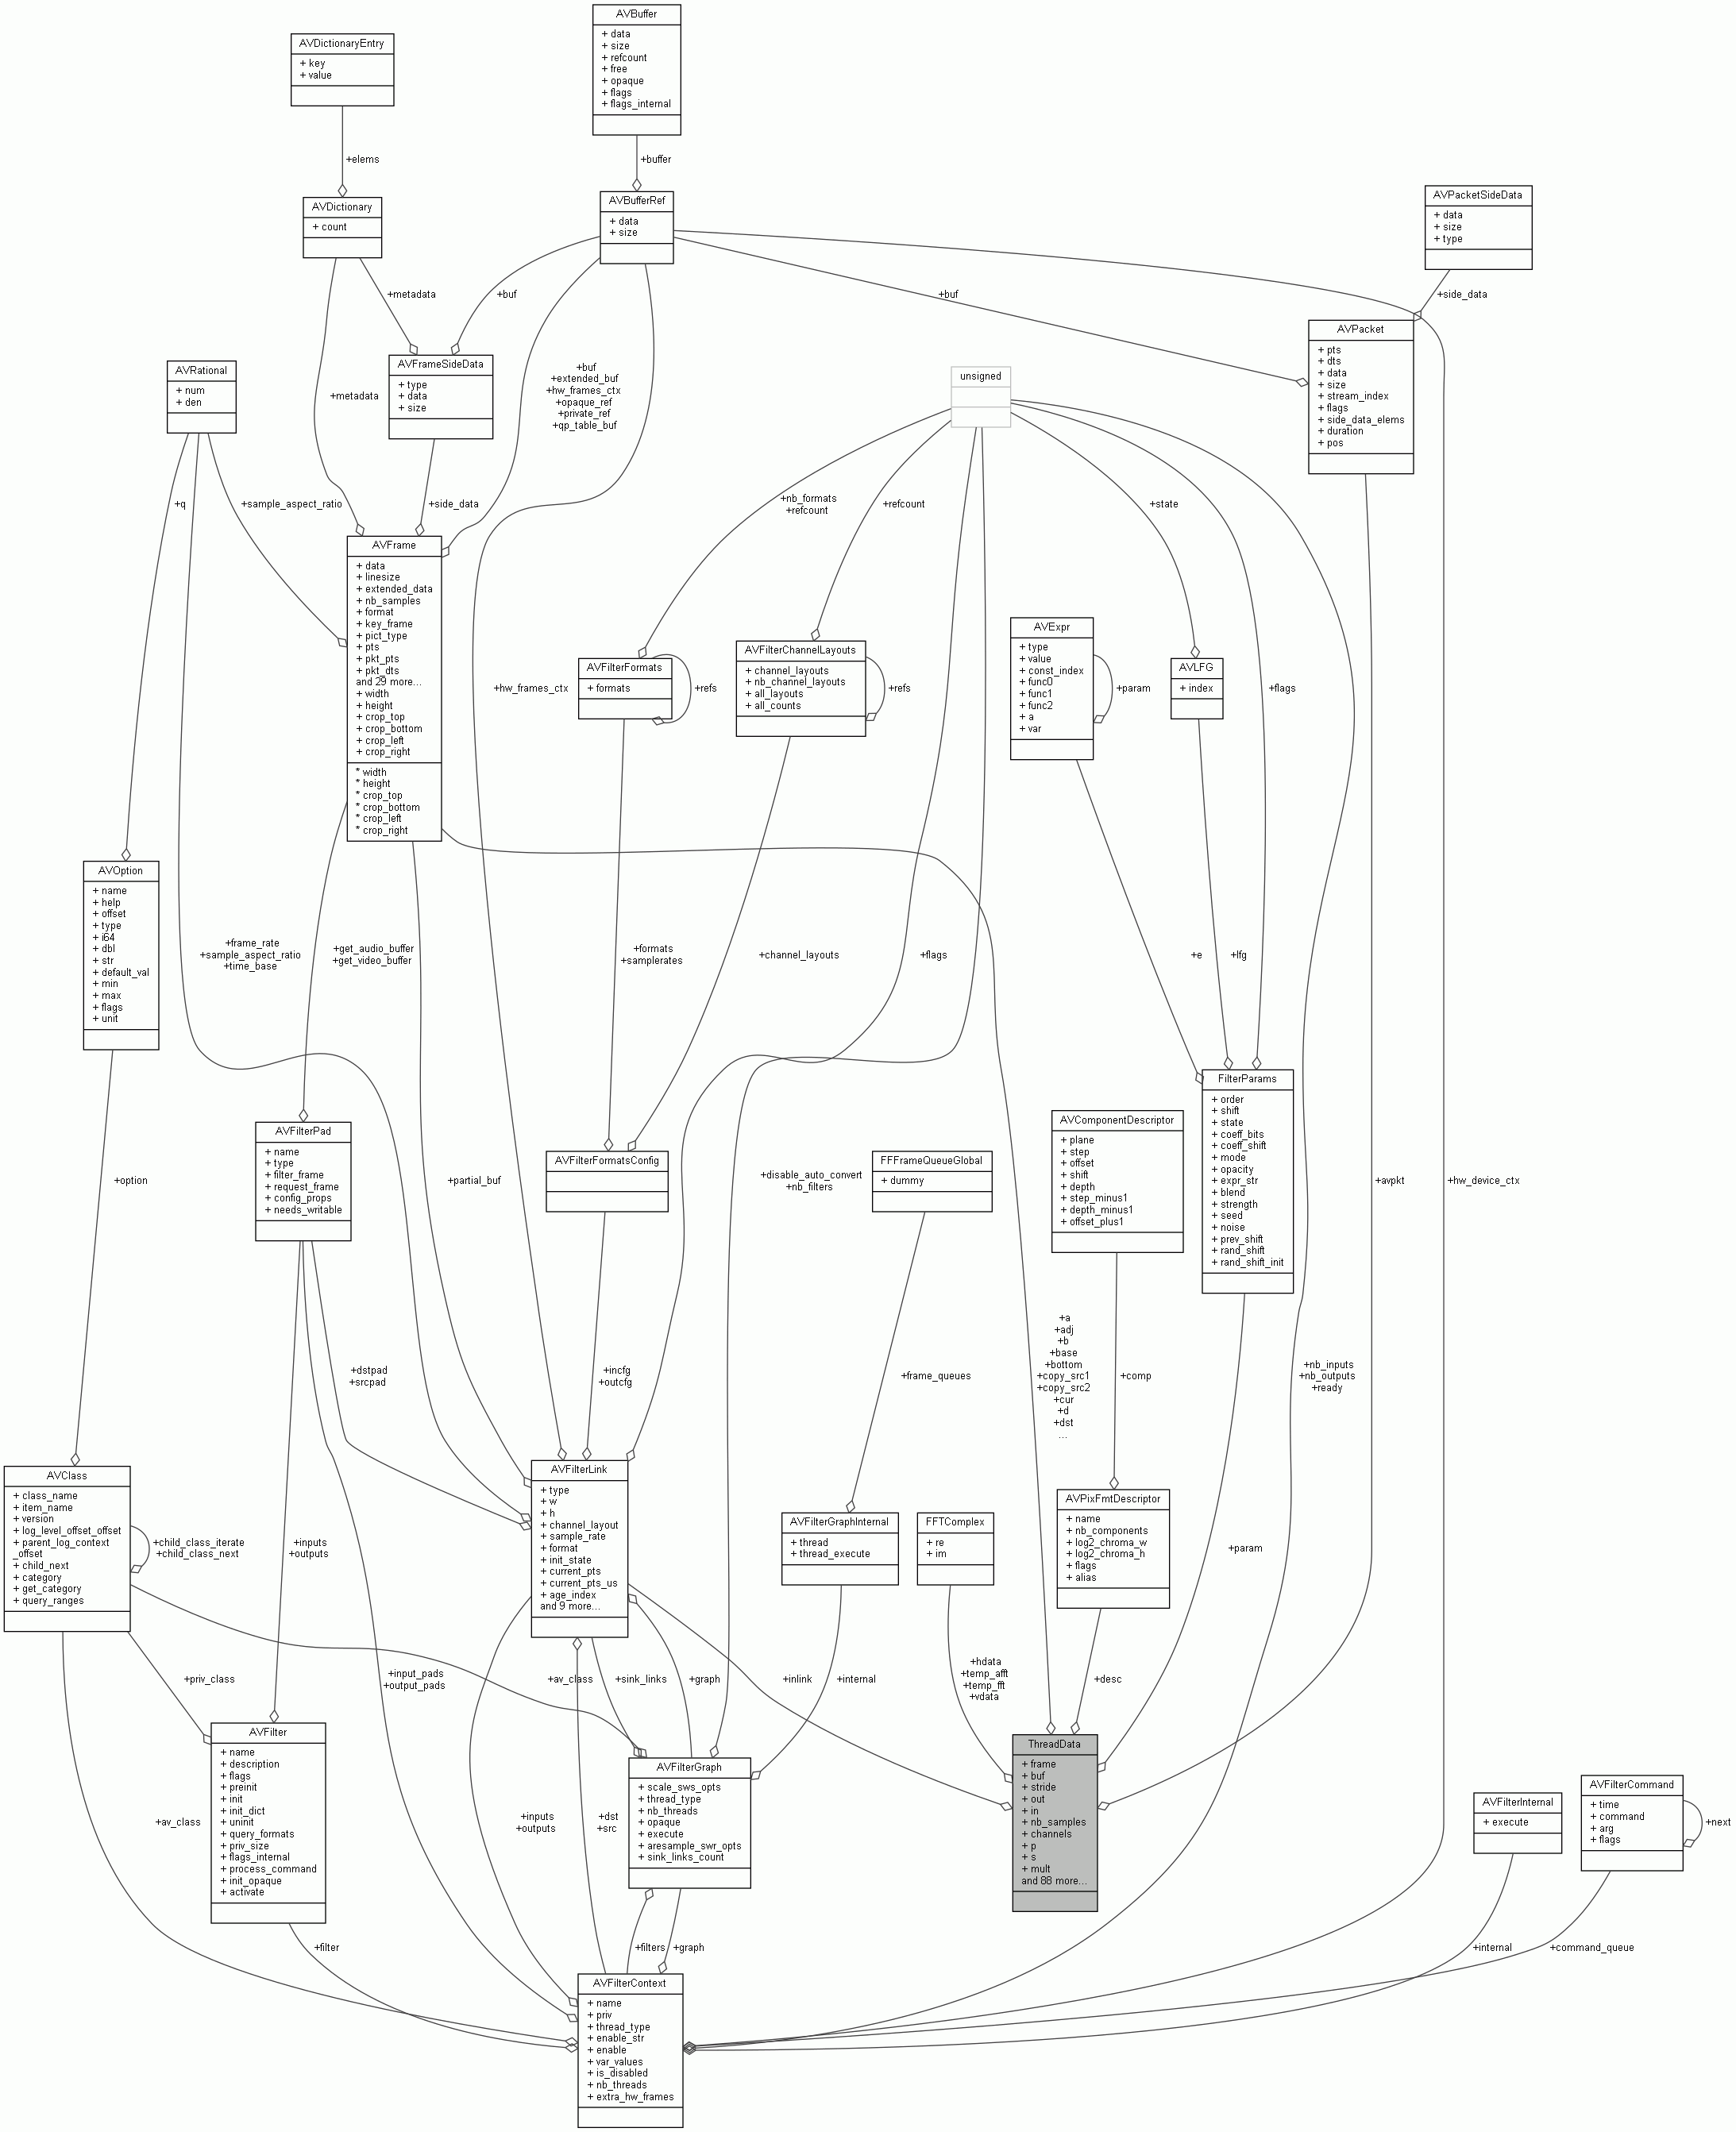 AVBuffer
+ data
+ size
+ refcount
+ free
+ opaque
+ flags
+ flags_internal
AVDictionaryEntry
+ key
+ value
+elems
+buffer
AVDictionary
+ count
AVBufferRef
+ data
+ size
AVPacketSideData
+ data
+ size
+ type
+metadata
+buf
+buf
+side_data
AVPacket
+ pts
+ dts
+ data
+ size
+ stream_index
+ flags
+ side_data_elems
+ duration
+ pos
AVRational
+ num
+ den
+metadata
AVFrameSideData
+ type
+ data
+ size
+buf
+extended_buf
+hw_frames_ctx
+opaque_ref
+private_ref
+qp_table_buf
unsigned
+q
+sample_aspect_ratio
+side_data
+nb_formats
+refcount
+refcount
+state
AVFrame
+ data
+ linesize
+ extended_data
+ nb_samples
+ format
+ key_frame
+ pict_type
+ pts
+ pkt_pts
+ pkt_dts
and 29 more...
+ width
+ height
+ crop_top
+ crop_bottom
+ crop_left
+ crop_right
* width
* height
* crop_top
* crop_bottom
* crop_left
* crop_right
+hw_frames_ctx
AVFilterFormats
+ formats
+refs
AVFilterChannelLayouts
+ channel_layouts
+ nb_channel_layouts
+ all_layouts
+ all_counts
+refs
AVExpr
+ type
+ value
+ const_index
+ func0
+ func1
+ func2
+ a
+ var
+param
AVLFG
+ index
+flags
AVOption
+ name
+ help
+ offset
+ type
+ i64
+ dbl
+ str
+ default_val
+ min
+ max
+ flags
+ unit
+frame_rate
+sample_aspect_ratio
+time_base
+get_audio_buffer
+get_video_buffer
+formats
+samplerates
+channel_layouts
+flags
+e
+lfg
FilterParams
+ order
+ shift
+ state
+ coeff_bits
+ coeff_shift
+ mode
+ opacity
+ expr_str
+ blend
+ strength
+ seed
+ noise
+ prev_shift
+ rand_shift
+ rand_shift_init
AVFilterPad
+ name
+ type
+ filter_frame
+ request_frame
+ config_props
+ needs_writable
+option
+partial_buf
AVFilterFormatsConfig
+disable_auto_convert
+nb_filters
FFFrameQueueGlobal
+ dummy
AVComponentDescriptor
+ plane
+ step
+ offset
+ shift
+ depth
+ step_minus1
+ depth_minus1
+ offset_plus1
+avpkt
+hw_device_ctx
+dstpad
+srcpad
+incfg
+outcfg
+frame_queues
+a
+adj
+b
+base
+bottom
+copy_src1
+copy_src2
+cur
+d
+dst
...
+comp
+nb_inputs
+nb_outputs
+ready
AVClass
+ class_name
+ item_name
+ version
+ log_level_offset_offset
+ parent_log_context
_offset
+ child_next
+ category
+ get_category
+ query_ranges
+child_class_iterate
+child_class_next
+inputs
+outputs
AVFilterLink
+ type
+ w
+ h
+ channel_layout
+ sample_rate
+ format
+ init_state
+ current_pts
+ current_pts_us
+ age_index
and 9 more...
AVFilterGraphInternal
+ thread
+ thread_execute
FFTComplex
+ re
+ im
AVPixFmtDescriptor
+ name
+ nb_components
+ log2_chroma_w
+ log2_chroma_h
+ flags
+ alias
+param
+priv_class
+input_pads
+output_pads
+av_class
+sink_links
+graph
+inlink
+internal
+hdata
+temp_afft
+temp_fft
+vdata
+desc
AVFilter
+ name
+ description
+ flags
+ preinit
+ init
+ init_dict
+ uninit
+ query_formats
+ priv_size
+ flags_internal
+ process_command
+ init_opaque
+ activate
+av_class
+inputs
+outputs
+dst
+src
AVFilterGraph
+ scale_sws_opts
+ thread_type
+ nb_threads
+ opaque
+ execute
+ aresample_swr_opts
+ sink_links_count
ThreadData
+ frame
+ buf
+ stride
+ out
+ in
+ nb_samples
+ channels
+ p
+ s
+ mult
and 88 more...
AVFilterInternal
+ execute
AVFilterCommand
+ time
+ command
+ arg
+ flags
+next
+filter
+filters
+graph
+internal
+command_queue
AVFilterContext
+ name
+ priv
+ thread_type
+ enable_str
+ enable
+ var_values
+ is_disabled
+ nb_threads
+ extra_hw_frames